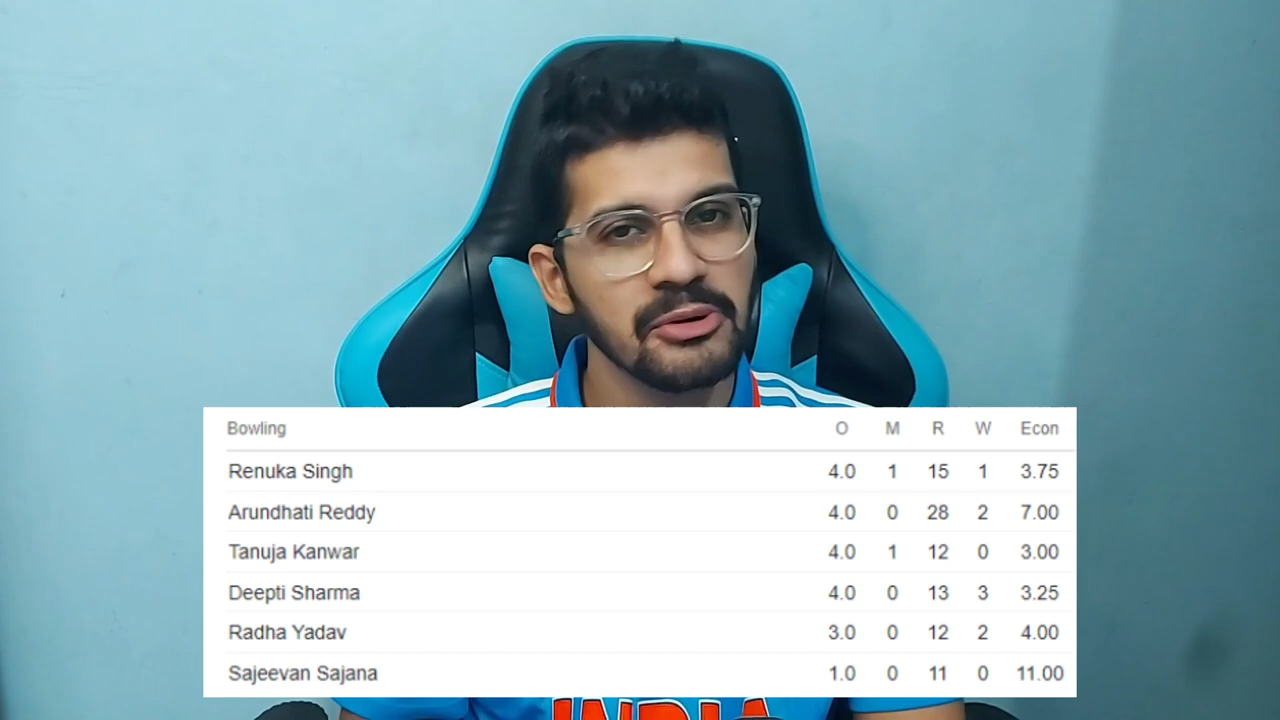 Bowling O M R W Econ
Renuka Singh 4.0 1 15 1 3.75
Arundhati Reddy 4.0 0 28 2 7.00
Tanuja Kanwar 4.0 1 12 0 3.00
Deepti Sharma 4.0 0 13 3 3.25
Radha Yadav 3.0 0 12 2 4.00
Sajeevan Sajana 1.0 0 11 0 11.00
INDIA